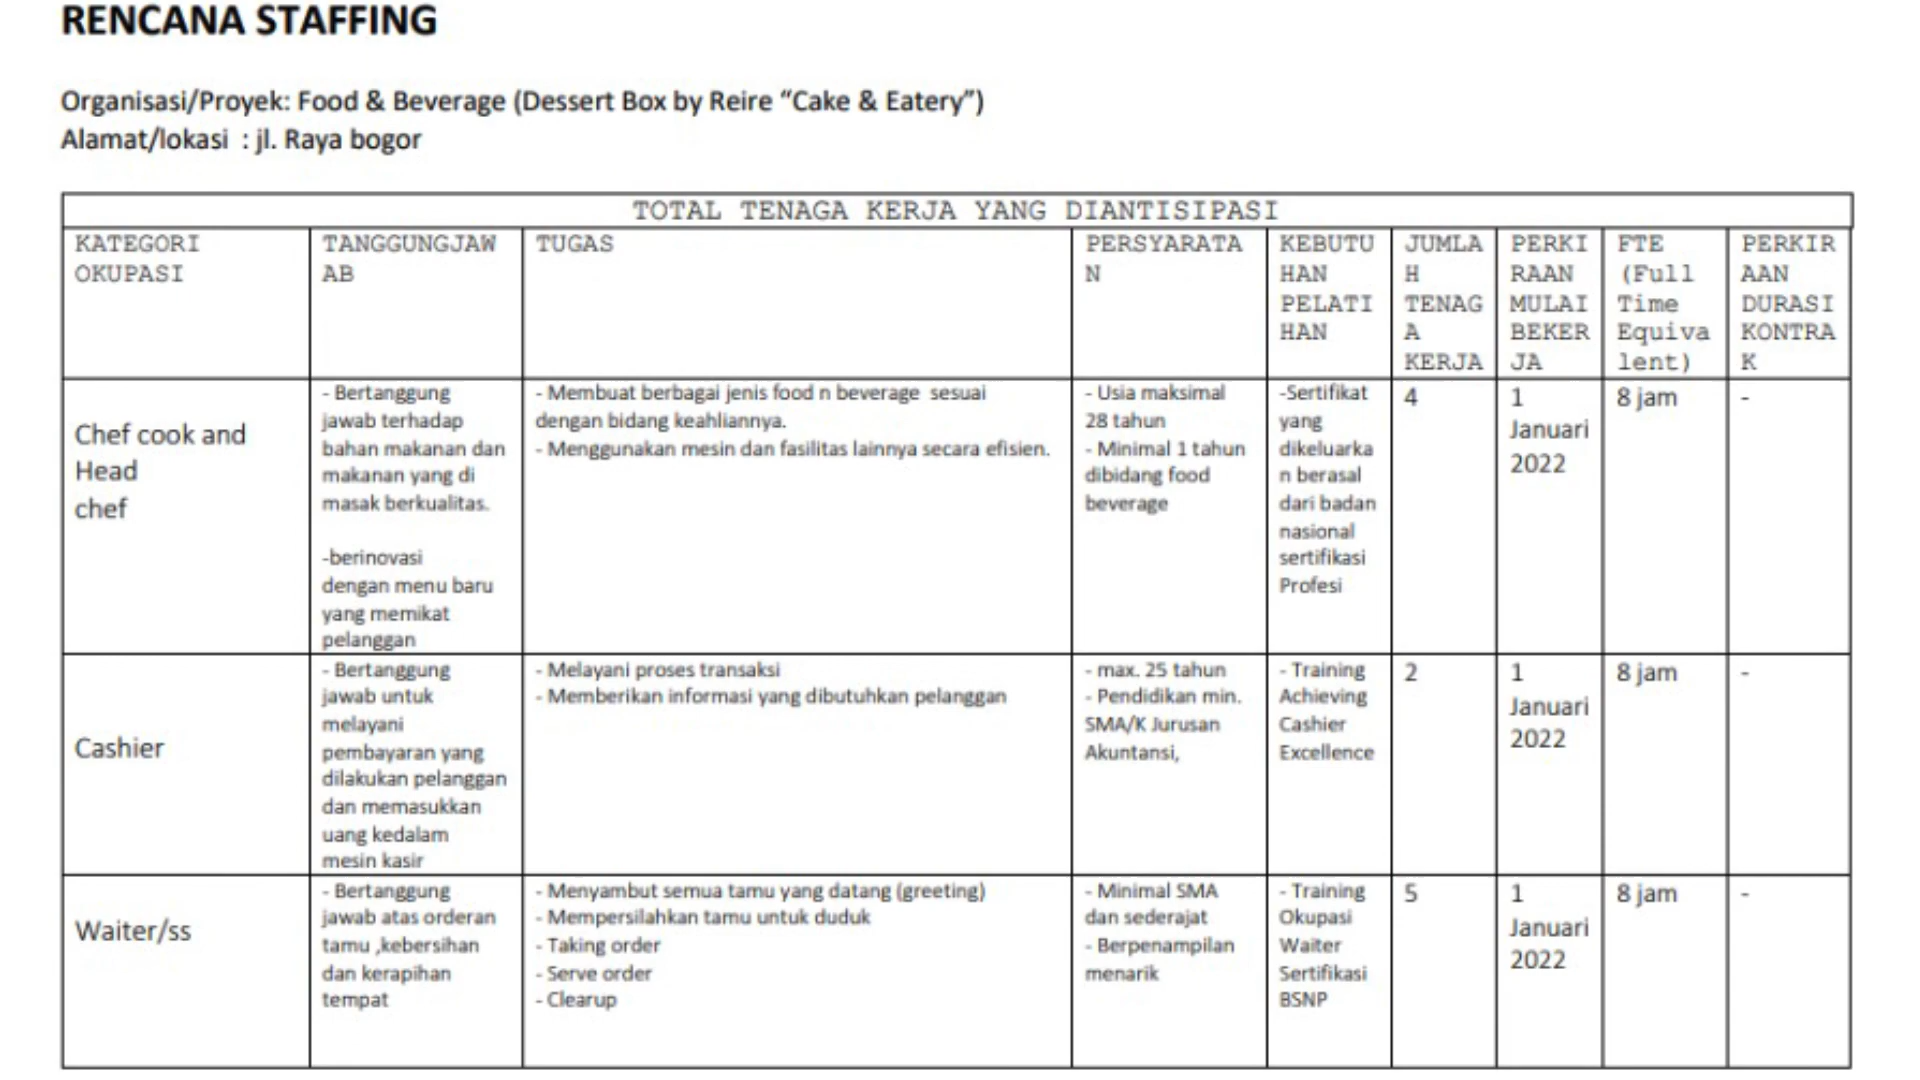 RENCANA STAFFING
Organisasi/Proyek: Food & Beverage (Dessert Box by Reire “Cake & Eatery”)
Alamat/lokasi : jl. Raya bogor
TOTAL TENAGA KERJA YANG DIANTISIPASI
KATEGORI
OKUPASI
TANGGUNGJAW
AB
TUGAS
PERSYARATA
N
KEBUTU
HAN
PELATI
HAN
JUMLA
H
TENAG
A
KERJA
PERKI
RAAN
MULAI
BEKER
JA
FTE
(Full
Time
Equiva
lent)
PERKIR
AAN
DURASI
KONTRA
K
Chef cook and
Head
chef
- Bertanggung
jawab terhadap
bahan makanan dan
makanan yang di
masak berkualitas.
-berinovasi
dengan menu baru
yang memikat
pelanggan
- Membuat berbagai jenis food n beverage sesuai
dengan bidang keahliannya.
- Menggunakan mesin dan fasilitas lainnya secara efisien.
- Usia maksimal
28 tahun
- Minimal 1 tahun
dibidang food
beverage
-Sertifikat
yang
dikeluarka
n berasal
dari badan
nasional
sertifikasi
Profesi
4
1
Januari
2022
8 jam
-
Cashier
- Bertanggung
jawab untuk
melayani
pembayaran yang
dilakukan pelanggan
dan memasukkan
uang kedalam
mesin kasir
- Melayani proses transaksi
- Memberikan informasi yang dibutuhkan pelanggan
- max. 25 tahun
- Pendidikan min.
SMA/K Jurusan
Akuntansi,
- Training
Achieving
Cashier
Excellence
2
1
Januari
2022
8 jam
-
Waiter/ss
- Bertanggung
jawab atas orderan
tamu ,kebersihan
dan kerapihan
tempat
- Menyambut semua tamu yang datang (greeting)
- Mempersilahkan tamu untuk duduk
- Taking order
- Serve order
- Clearup
- Minimal SMA
dan sederajat
- Berpenampilan
menarik
- Training
Okupasi
Waiter
Sertifikasi
BSNP
5
1
Januari
2022
8 jam
-